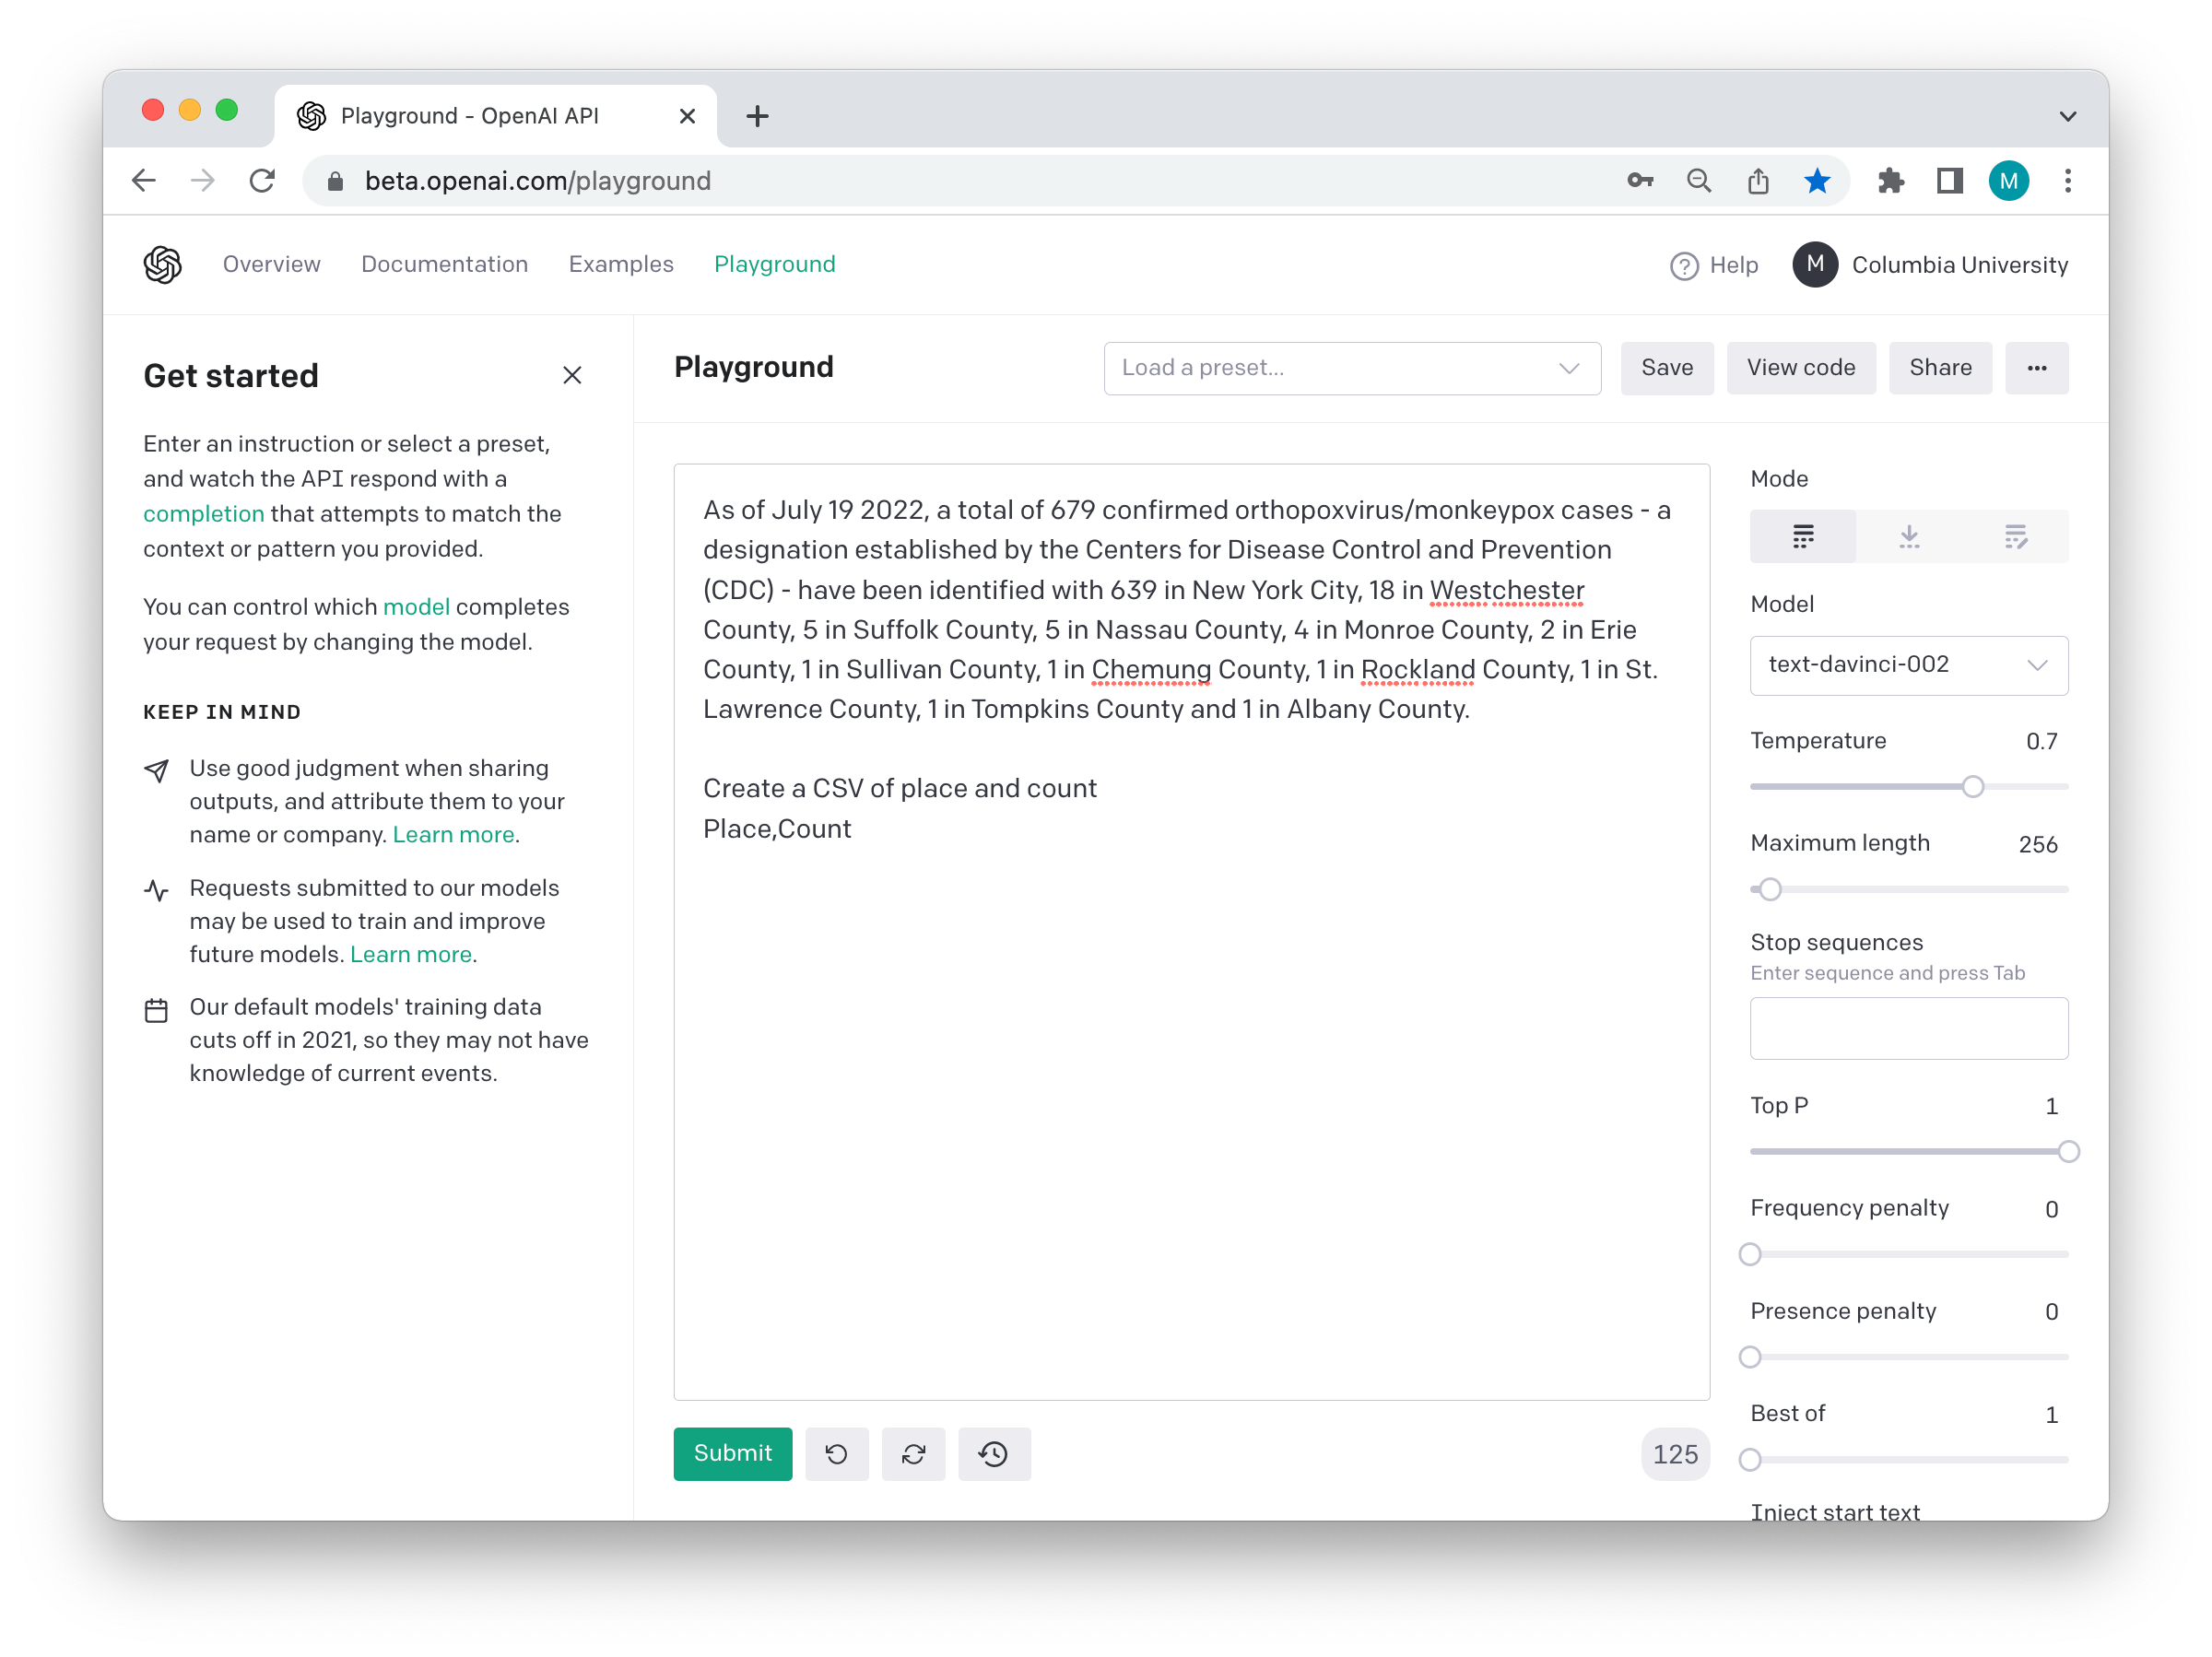 Playground - OpenAI API
beta.openai.com/playground
M
Overview
Documentation
Examples
Playground
Help
M
Columbia University
Get started
Playground
Load a preset...
Save
View code
Share
Enter an instruction or select a preset,
and watch the API respond with a
completion that attempts to match the
context or pattern you provided.
You can control which model completes
your request by changing the model.
KEEP IN MIND
Use good judgment when sharing
outputs, and attribute them to your
name or company. Learn more.
Requests submitted to our models
may be used to train and improve
future models. Learn more.
Our default models' training data
cuts off in 2021, so they may not have
knowledge of current events.
As of July 19 2022, a total of 679 confirmed orthopoxvirus/monkeypox cases - a
designation established by the Centers for Disease Control and Prevention
(CDC) - have been identified with 639 in New York City, 18 in Westchester
County, 5 in Suffolk County, 5 in Nassau County, 4 in Monroe County, 2 in Erie
County, 1 in Sullivan County, 1 in Chemung County, 1 in Rockland County, 1 in St.
Lawrence County, 1 in Tompkins County and 1 in Albany County.
Create a CSV of place and count
Place,Count
Submit
125
Mode
Model
text-davinci-002
Temperature 0.7
Maximum length 256
Stop sequences
Enter sequence and press Tab
Top P 1
Frequency penalty 0
Presence penalty 0
Best of 1
Inject start text